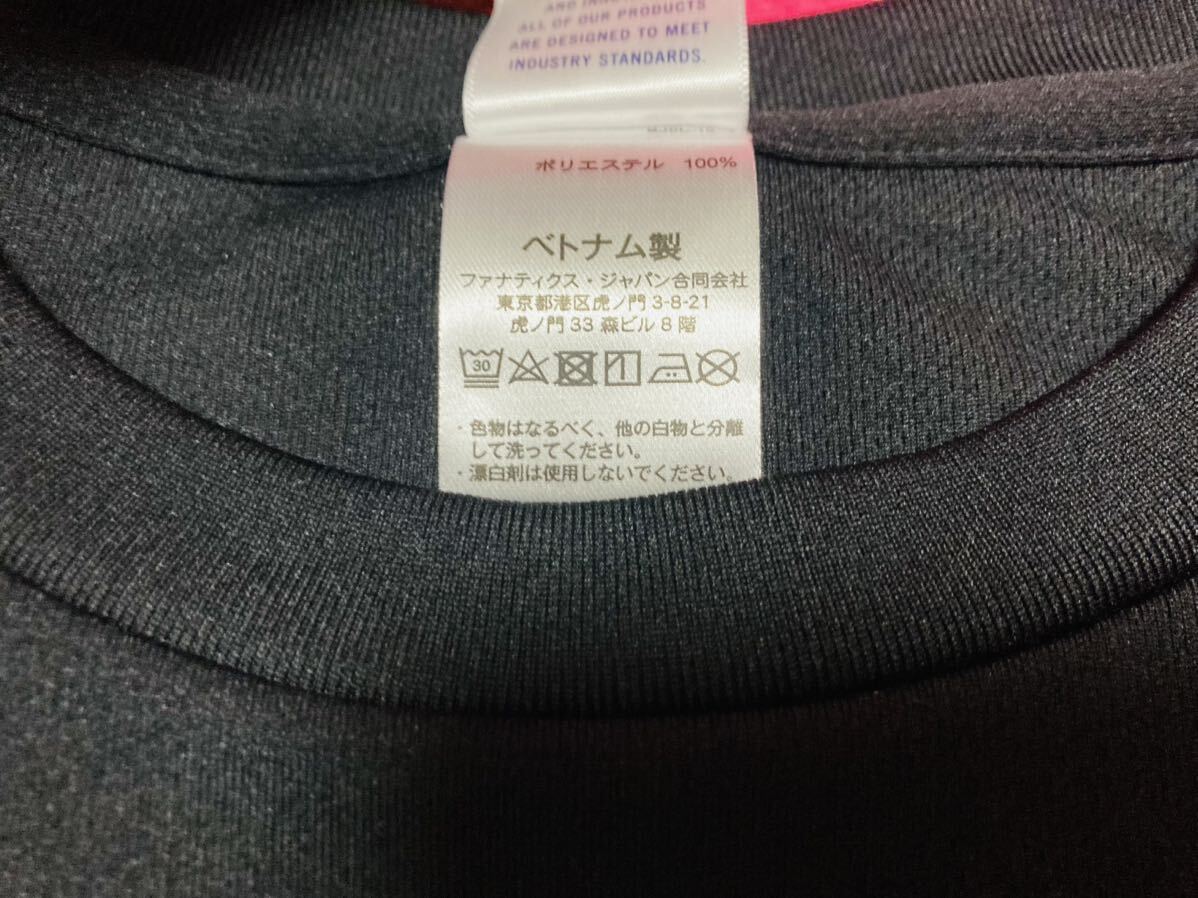 ALL OF OUR PRODUCTS
ARE DESIGNED TO MEET
INDUSTRY STANDARDS.
ポリエステル 100%
ベトナム製
ファナティクス・ジャパン合同会社
東京都港区虎ノ門 3-8-21
虎ノ門 33 森ビル 8 階
30
・色物はなるべく、他の白物と分離
して洗ってください。
・漂白剤は使用しないでください。